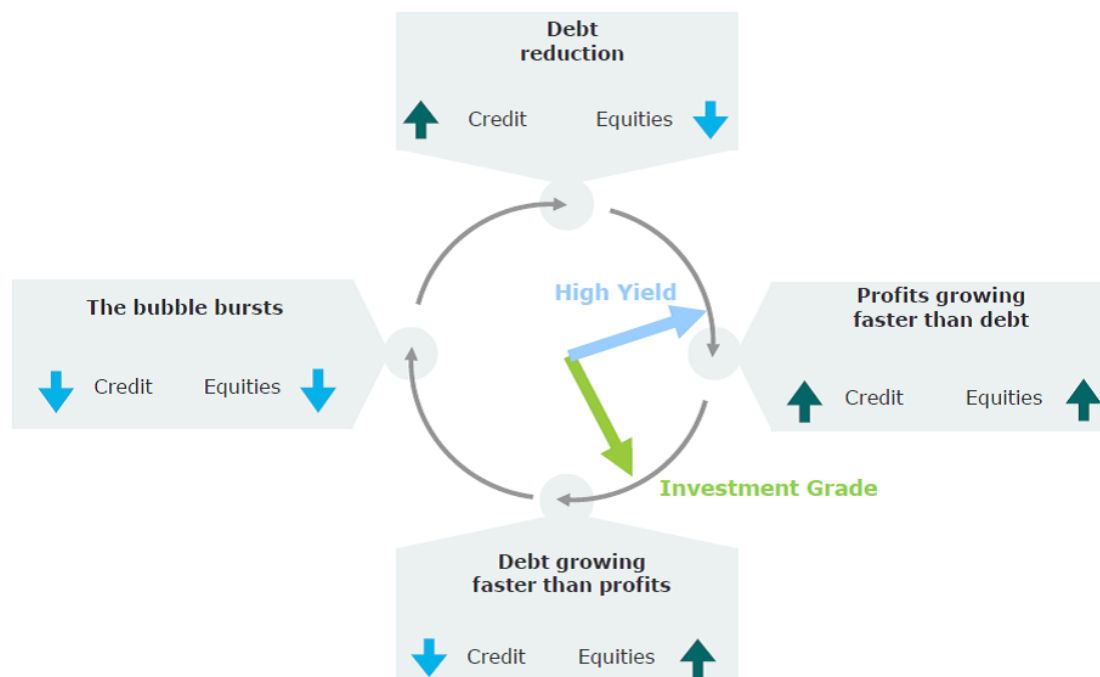 Debt
reduction
Credit Equities
High Yield
The bubble bursts
Credit Equities
Profits growing
faster than debt
Credit Equities
Investment Grade
Debt growing
faster than profits
Credit Equities